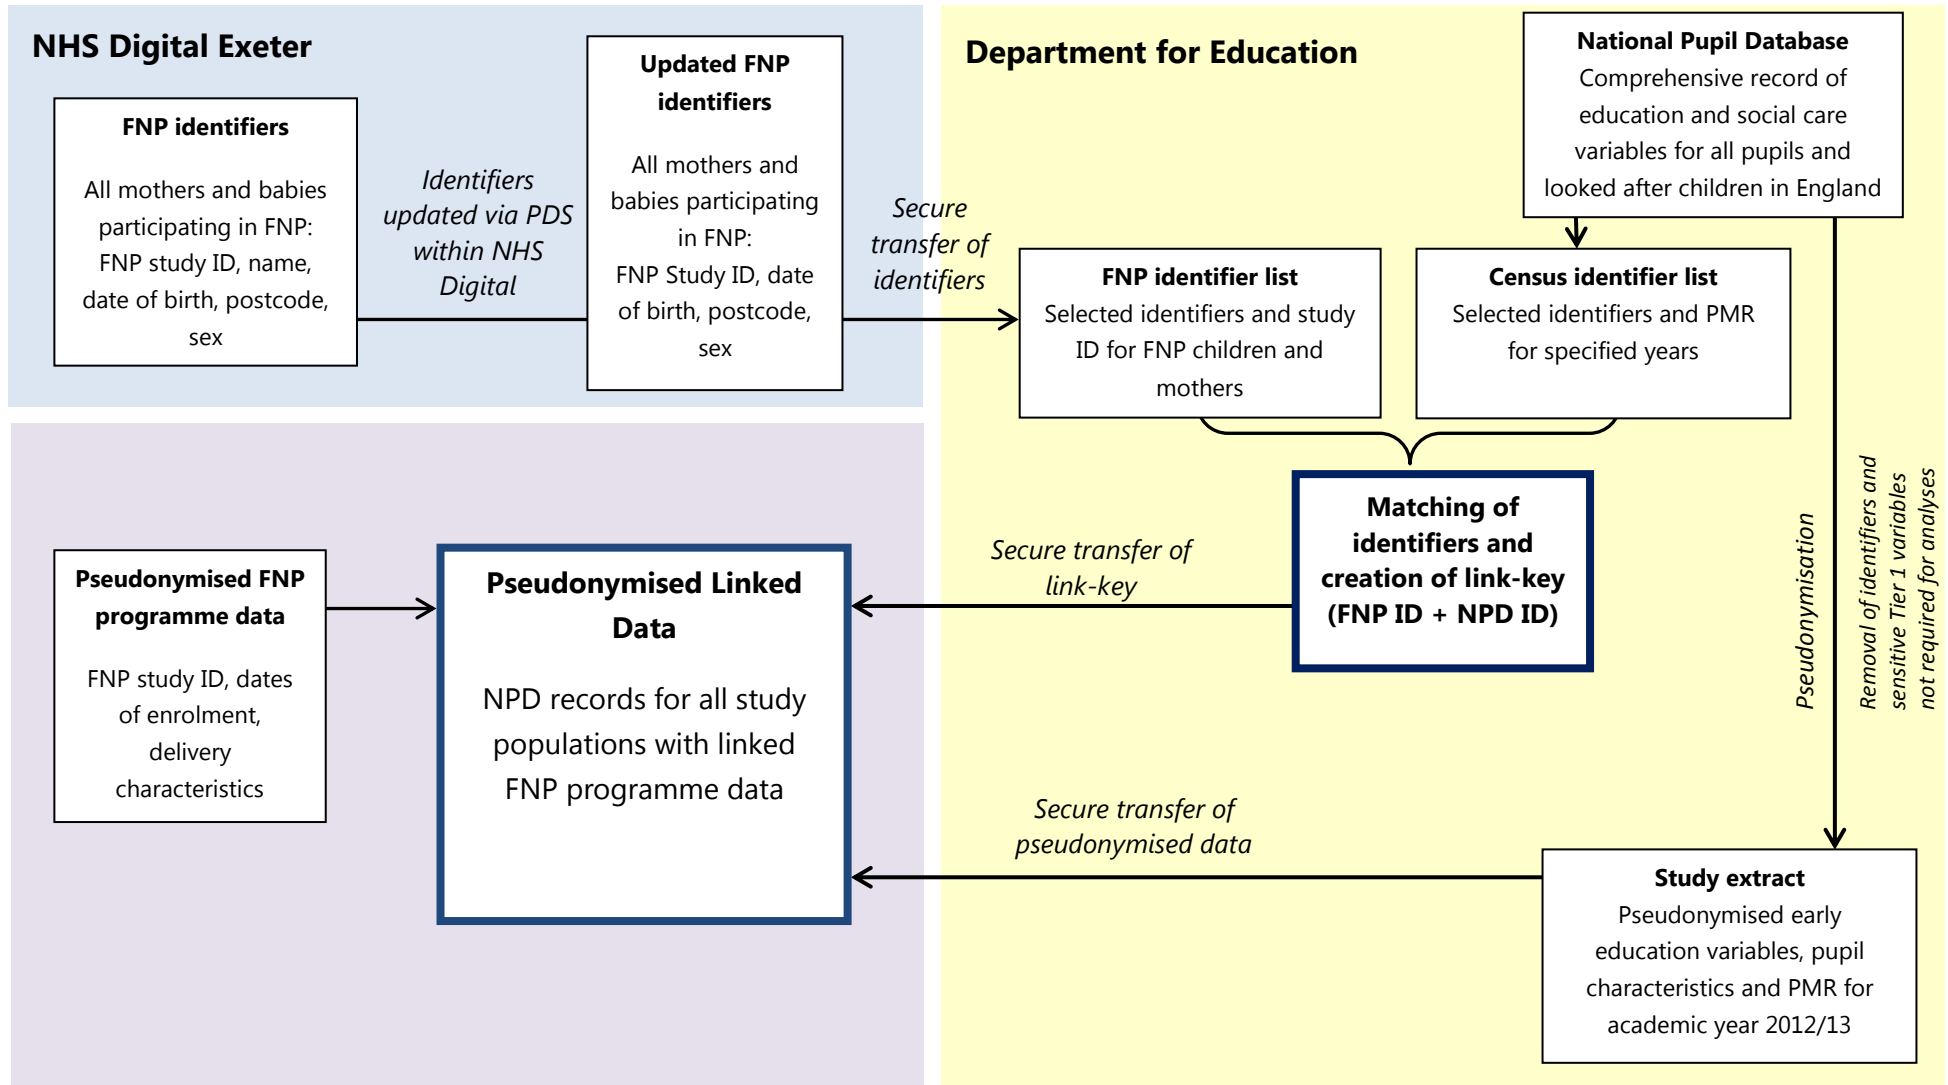 NHS Digital Exeter
FNP identifiers
All mothers and babies
participating in FNP:
FNP study ID, name,
date of birth, postcode,
sex
Identifiers
updated via PDS
within NHS
Digital
Updated FNP
identifiers
All mothers and
babies participating
in FNP:
FNP Study ID, date
of birth, postcode,
sex
Secure
transfer of
identifiers
Department for Education
National Pupil Database
Comprehensive record of
education and social care
variables for all pupils and
looked after children in England
FNP identifier list
Selected identifiers and study
ID for FNP children and
mothers
Census identifier list
Selected identifiers and PMR
for specified years
Matching of
identifiers and
creation of link-key
(FNP ID + NPD ID)
Pseudonymisation
Removal of identifiers and
sensitive Tier 1 variables
not required for analyses
Secure transfer of
link-key
Pseudonymised FNP
programme data
FNP study ID, dates
of enrolment,
delivery
characteristics
Pseudonymised Linked
Data
NPD records for all study
populations with linked
FNP programme data
Secure transfer of
pseudonymised data
Study extract
Pseudonymised early
education variables, pupil
characteristics and PMR for
academic year 2012/13